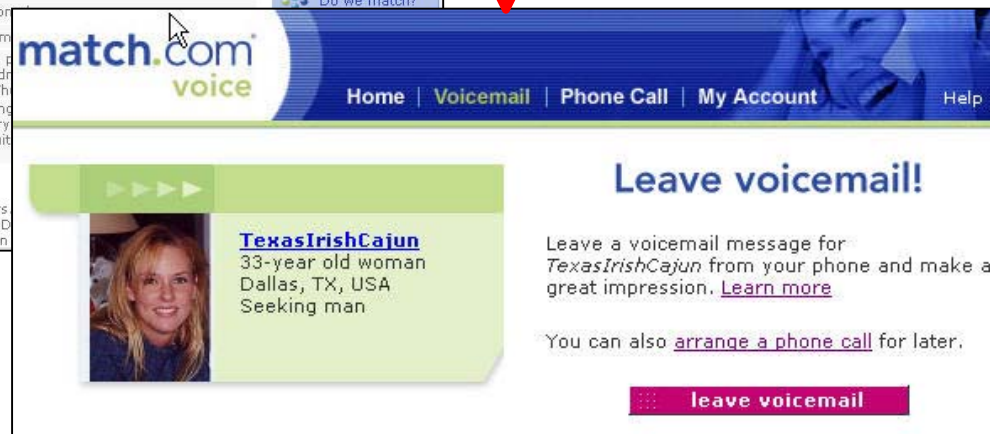 Do we match?
match.com
voice
Home | Voicemail | Phone Call | My Account
Help
Leave voicemail!
TexasIrishCajun
33-year old woman
Dallas, TX, USA
Seeking man
Leave a voicemail message for
TexasIrishCajun from your phone and make a
great impression. Learn more
You can also arrange a phone call for later.
leave voicemail